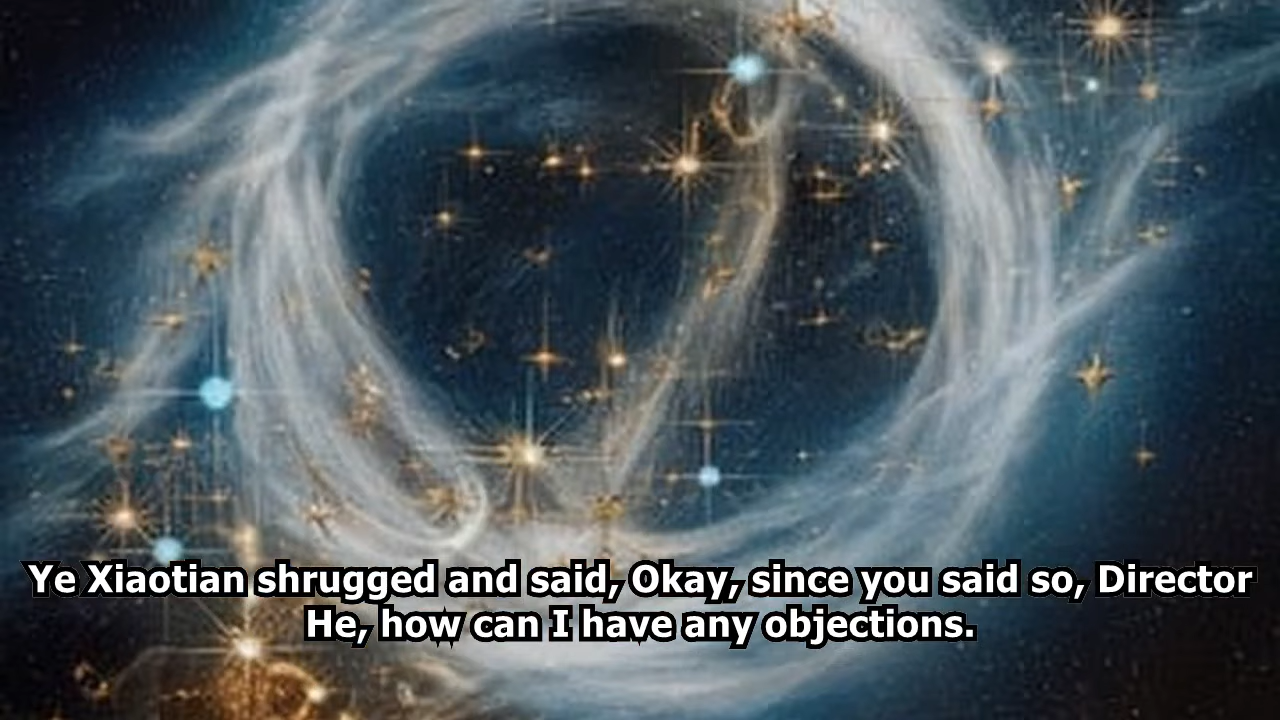 Ye Xiaotian shrugged and said, Okay, since you said so, Director
He, how can I have any objections.